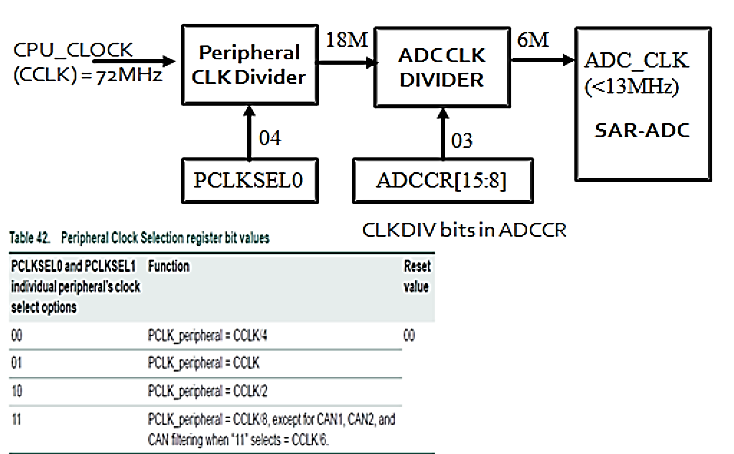 CPU_CLOCK
(CCLK) = 72MHz
Peripheral
CLK Divider
18M
ADC CLK
DIVIDER
6M
ADC_CLK
(<13MHz)
SAR-ADC
04
03
PCLKSEL0
ADCCR[15:8]
CLKDIV bits in ADCCR
Table 42. Peripheral Clock Selection register bit values
PCLKSEL0 and PCLKSEL1 Function Reset
individual peripheral's clock value
select options
00 PCLK_peripheral = CCLK/4 00
01 PCLK_peripheral = CCLK
10 PCLK_peripheral = CCLK/2
11 PCLK_peripheral = CCLK/8, except for CAN1, CAN2, and
CAN filtering when "11" selects = CCLK/6.